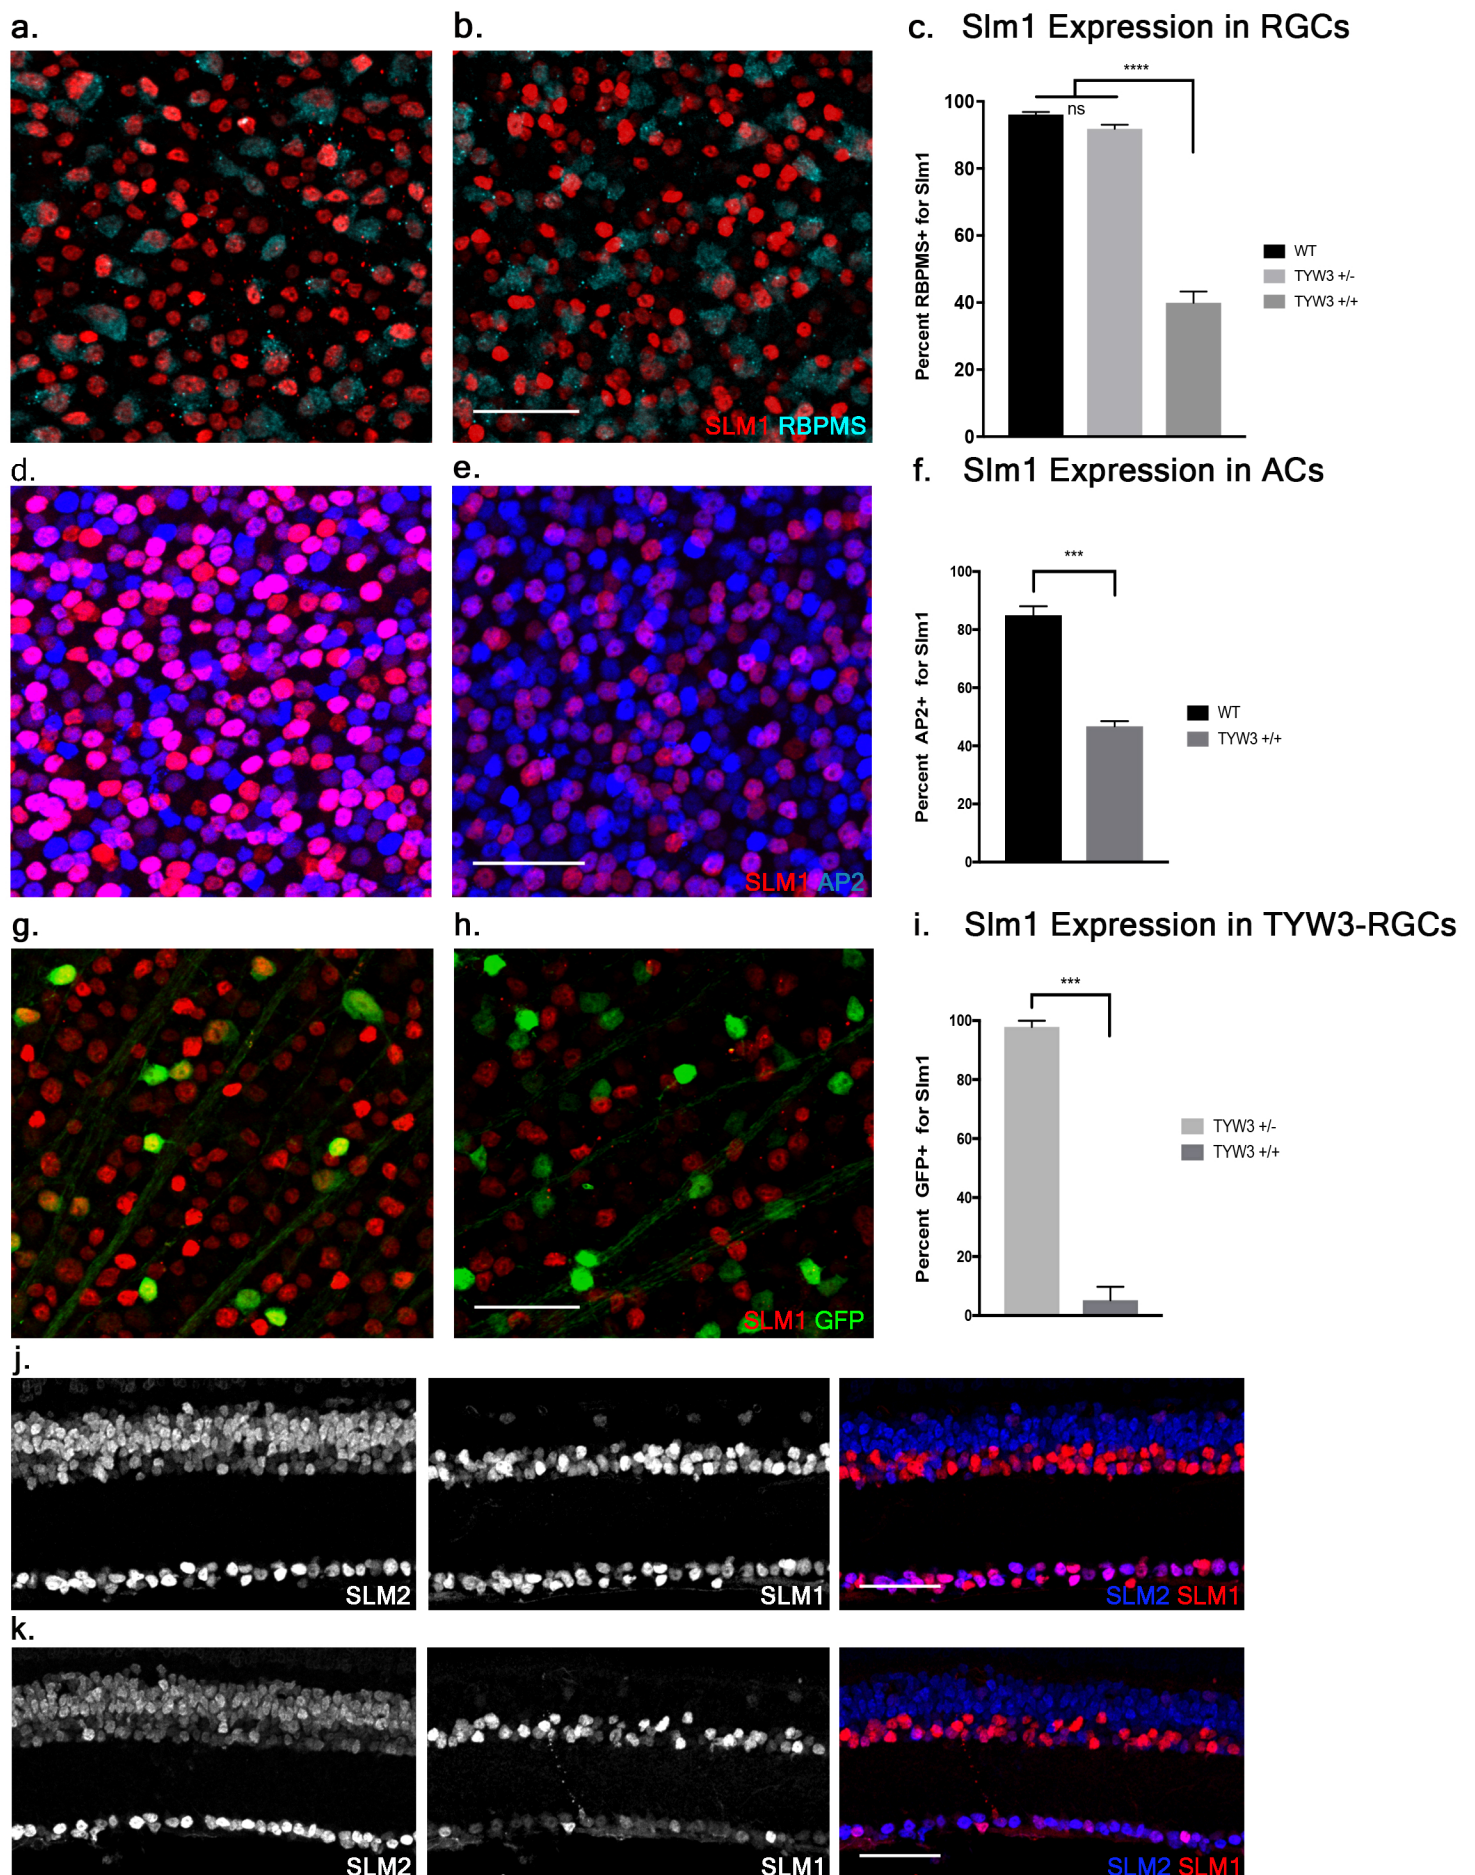 a.
b.
c. Slm1 Expression in RGCs
****
ns
100
80
60
40
20
0
Percent RBPMS+ for Slm1
WT
TYW3 +/-
TYW3 +/+
SLM1 RBPMS
d.
e.
f. Slm1 Expression in ACs
***
100
80
60
40
20
0
Percent AP2+ for Slm1
WT
TYW3 +/+
SLM1 AP2
g.
h.
i. Slm1 Expression in TYW3-RGCs
***
100
80
60
40
20
0
Percent GFP+ for Slm1
TYW3 +/-
TYW3 +/+
SLM1 GFP
j.
SLM2
SLM1
SLM2 SLM1
k.
SLM2
SLM1
SLM2 SLM1